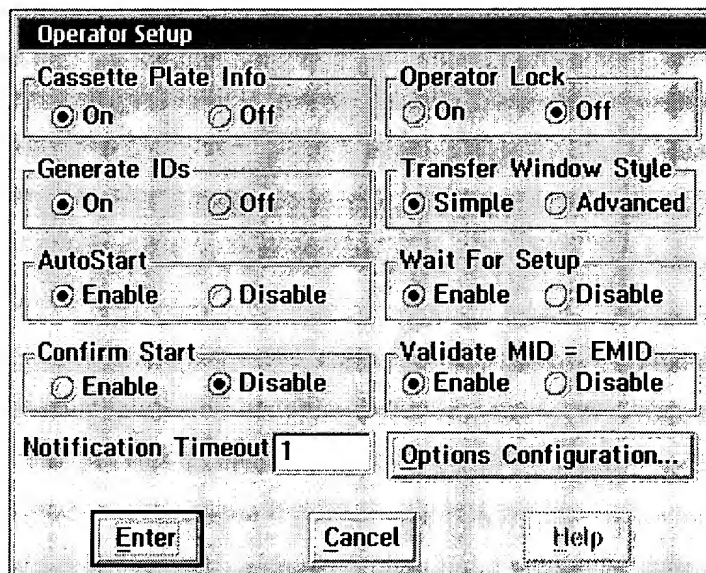 Operator Setup
Cassette Plate Info Operator Lock
On Off On Off
Generate IDs Transfer Window Style
On Off Simple Advanced
AutoStart Wait For Setup
Enable Disable Enable Disable
Confirm Start Validate MID = EMID
Enable Disable Enable Disable
Notification Timeout 1 Options Configuration...
Enter Cancel Help